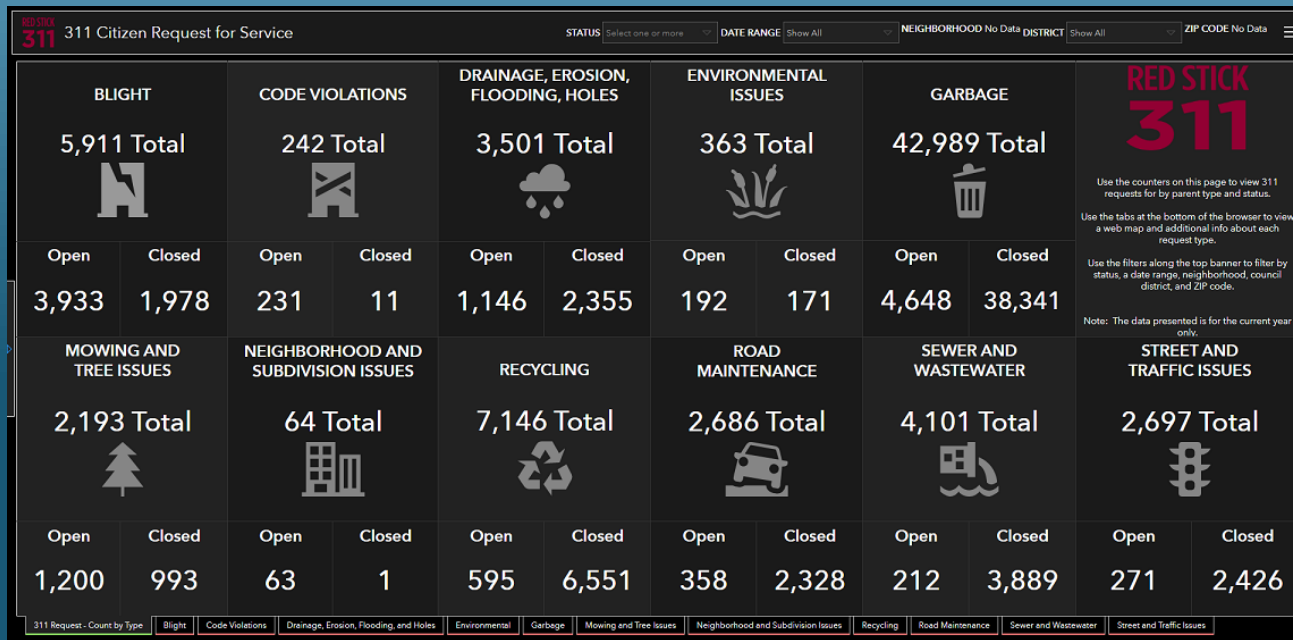 RED STICK
311
311 Citizen Request for Service
STATUS Select one or more
DATE RANGE Show All
NEIGHBORHOOD No Data
DISTRICT Show All
ZIP CODE No Data
BLIGHT
5,911 Total
Open Closed
3,933 1,978
CODE VIOLATIONS
242 Total
Open Closed
231 11
DRAINAGE, EROSION,
FLOODING, HOLES
3,501 Total
Open Closed
1,146 2,355
ENVIRONMENTAL
ISSUES
363 Total
Open Closed
192 171
GARBAGE
42,989 Total
Open Closed
4,648 38,341
RED STICK
311
Use the counters on this page to view 311
requests for by parent type and status.
Use the tabs at the bottom of the browser to view
a web map and additional info about each
request type.
Use the filters along the top banner to filter by
status, a date range, neighborhood, council
district, and ZIP code.
Note: The data presented is for the current year
only.
MOWING AND
TREE ISSUES
2,193 Total
Open Closed
1,200 993
NEIGHBORHOOD AND
SUBDIVISION ISSUES
64 Total
Open Closed
63 1
RECYCLING
7,146 Total
Open Closed
595 6,551
ROAD
MAINTENANCE
2,686 Total
Open Closed
358 2,328
SEWER AND
WASTEWATER
4,101 Total
Open Closed
212 3,889
STREET AND
TRAFFIC ISSUES
2,697 Total
Open Closed
271 2,426
311 Request - Count by Type
Blight
Code Violations
Drainage, Erosion, Flooding, and Holes
Environmental
Garbage
Mowing and Tree Issues
Neighborhood and Subdivision Issues
Recycling
Road Maintenance
Sewer and Wastewater
Street and Traffic Issues